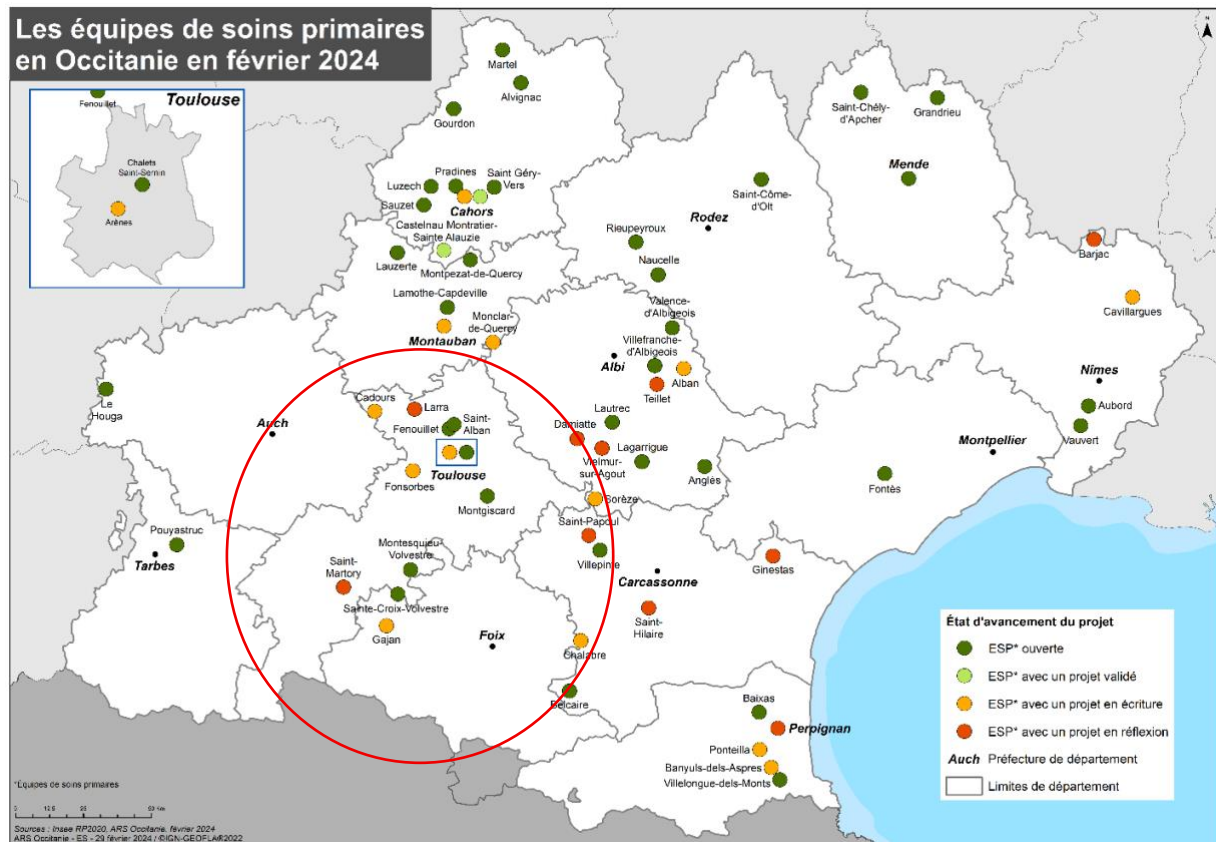 Les équipes de soins primaires
en Occitanie en février 2024
Toulouse
Fenouillet
Chalets
Saint-Sernin
Arènes
Martel
Alvignac
Gourdon
Saint-Chély-
d'Apcher
Grandrieu
Mende
Pradines
Saint Géry-
Vers
Luzech
Sauzet
Cahors
Castelnau Montratier-
Sainte Alauzie
Lauzerte
Montpezat-de-Quercy
Saint-Côme-
d'Olt
Rodez
Rieupeyroux
Naucelle
Barjac
Cavillargues
Lamothe-Capdeville
Monclar-
de-Quercy
Montauban
Valence-
d'Albigeois
Villefranche-
d'Albigeois
Albi
Alban
Teillet
Nîmes
Aubord
Vauvert
Le
Houga
Auch
Cadours
Larra
Fenouillet
Saint-
Alban
Toulouse
Fonsorbes
Montgiscard
Lautrec
Damiatte
Lagarrigue
Vielmur-
sur-Agout
Anglès
Montpellier
Fontès
Sorèze
Saint-Papoul
Villepinte
Pouyastruc
Tarbes
Montesquieu-
Volvestre
Saint-
Martory
Sainte-Croix-Volvestre
Gajan
Foix
Carcassonne
Ginestas
Saint-
Hilaire
Chalabre
Belcaire
Baixas
Perpignan
Ponteilla
Banyuls-dels-Aspres
Villelongue-dels-Monts
État d'avancement du projet
ESP* ouverte
ESP* avec un projet validé
ESP* avec un projet en écriture
ESP* avec un projet en réflexion
Auch Préfecture de département
Limites de département
*Équipes de soins primaires
0 12.5 25 50 Km
Sources : Insee RP2020, ARS Occitanie, février 2024
ARS Occitanie - ES - 29 février 2024 / ©IGN-GEOFLA®2022